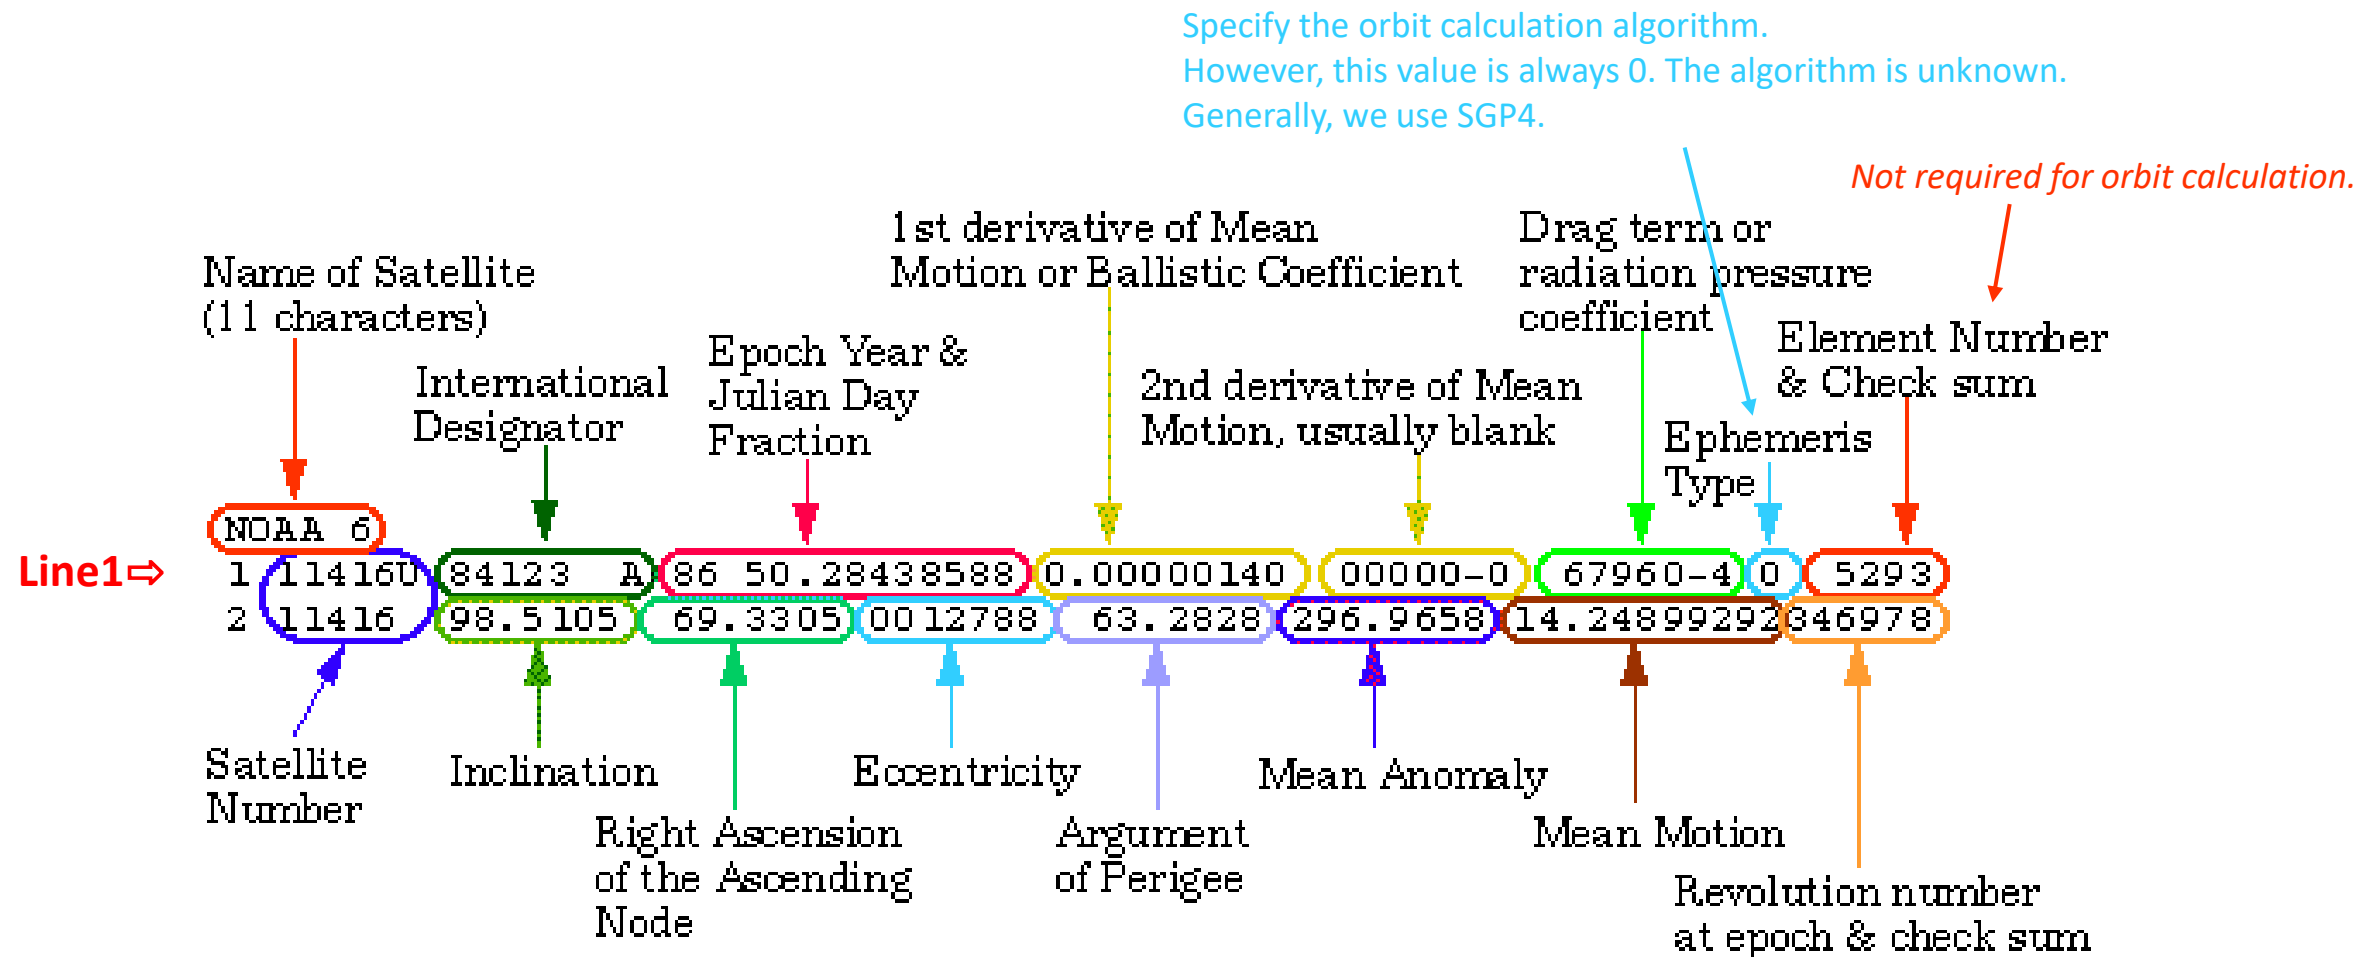 Specify the orbit calculation algorithm.
However, this value is always 0. The algorithm is unknown.
Generally, we use SGP4.
Not required for orbit calculation.
Name of Satellite
(11 characters)
International
Designator
Epoch Year &
Julian Day
Fraction
1st derivative of Mean
Motion or Ballistic Coefficient
2nd derivative of Mean
Motion, usually blank
Drag term or
radiation pressure
coefficient
Ephemeris
Type
Element Number
& Check sum
NOAA 6
Line1⇨
1 11416U 84123 A 86 50.28438588 0.00000140 00000-0 67960-4 0 5293
2 11416 98.5105 69.3305 0012788 63.2828 296.9658 14.24899292346978
Satellite
Number
Inclination
Right Ascension
of the Ascending
Node
Eccentricity
Argument
of Perigee
Mean Anomaly
Mean Motion
Revolution number
at epoch & check sum